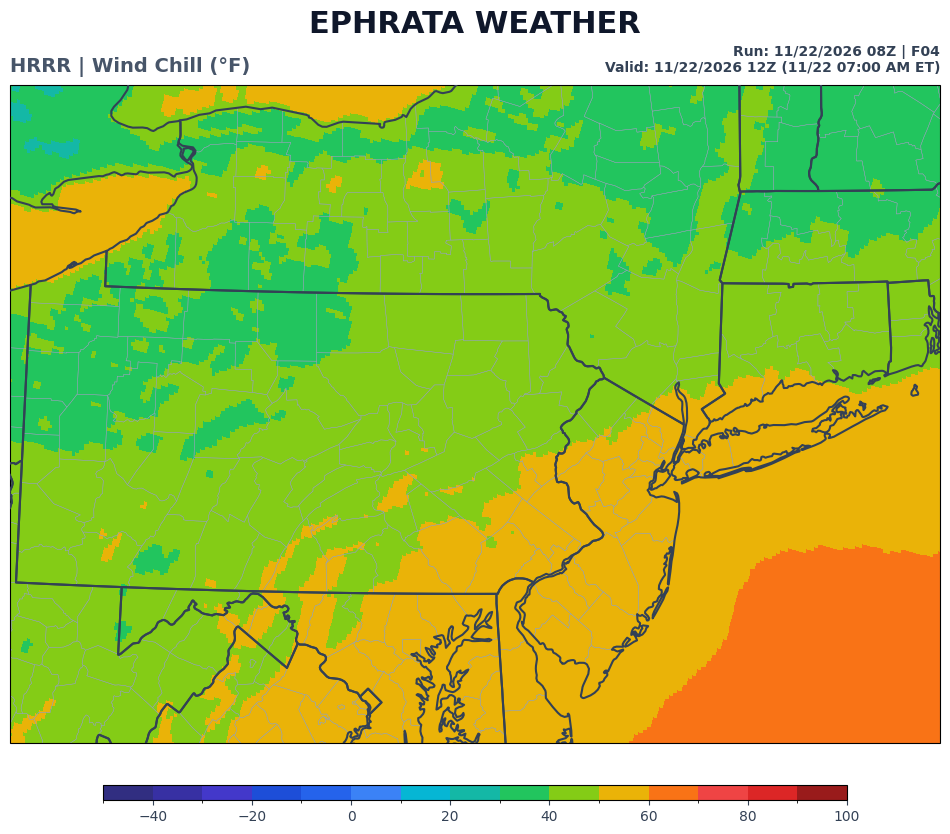 EPHRATA WEATHER
HRRR | Wind Chill (°F)
Run: 11/22/2026 08Z | F04
Valid: 11/22/2026 12Z (11/22 07:00 AM ET)
−40 −20 0 20 40 60 80 100